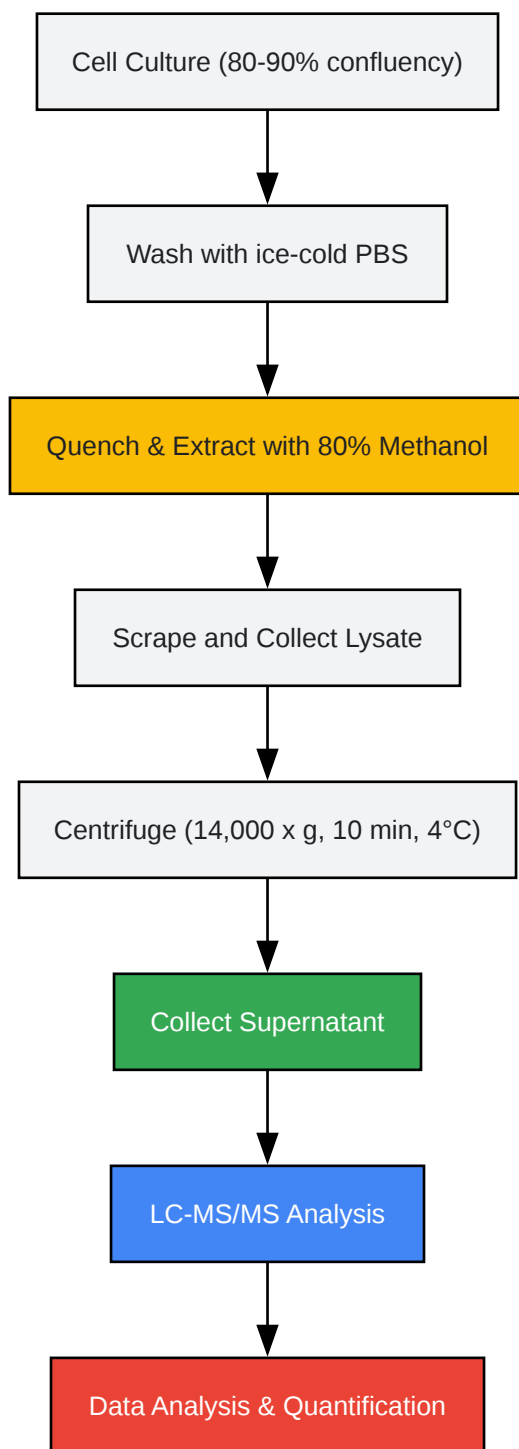 Cell Culture (80-90% confluency)
Wash with ice-cold PBS
Quench & Extract with 80% Methanol
Scrape and Collect Lysate
Centrifuge (14,000 x g, 10 min, 4°C)
Collect Supernatant
LC-MS/MS Analysis
Data Analysis & Quantification